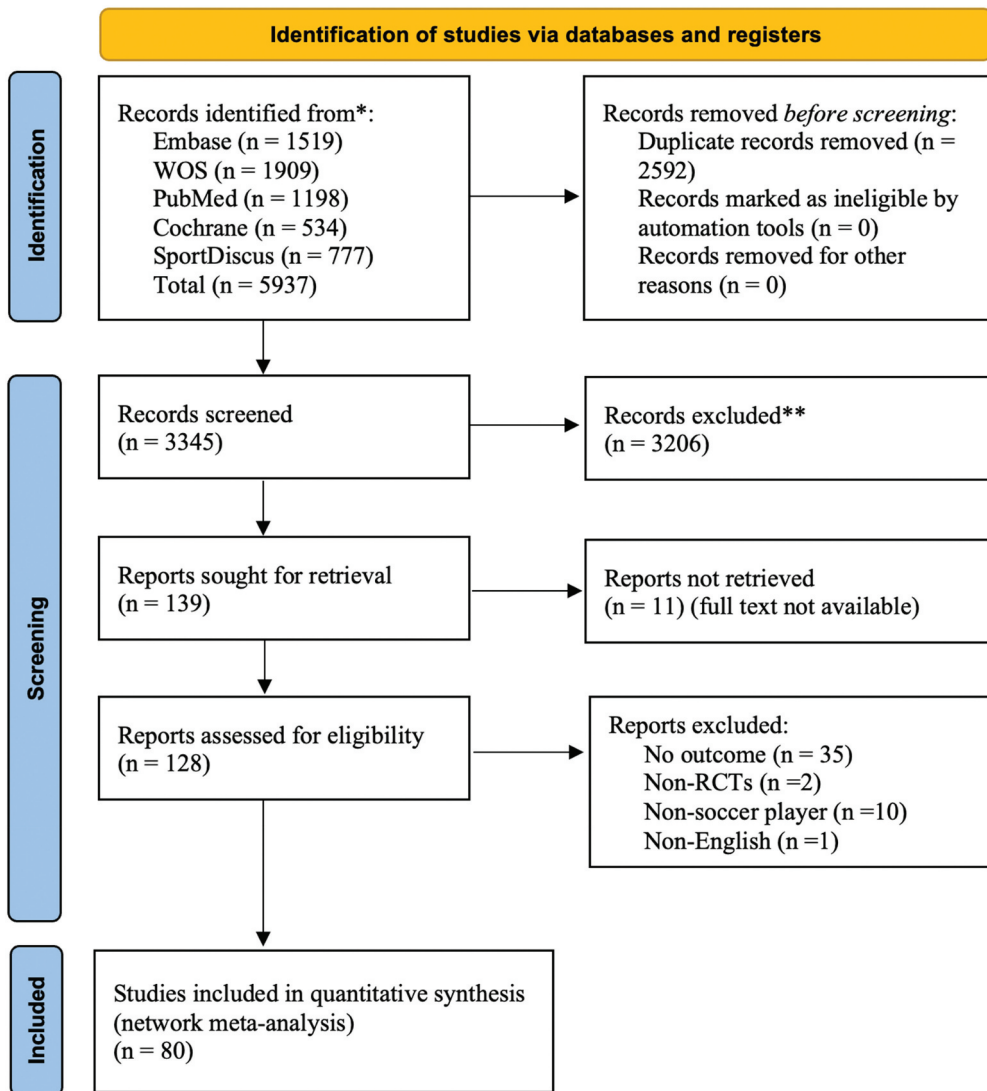 Identification of studies via databases and registers
Identification
Records identified from*:
Embase (n = 1519)
WOS (n = 1909)
PubMed (n = 1198)
Cochrane (n = 534)
SportDiscus (n = 777)
Total (n = 5937)
Records removed before screening:
Duplicate records removed (n =
2592)
Records marked as ineligible by
automation tools (n = 0)
Records removed for other
reasons (n = 0)
Screening
Records screened
(n = 3345)
Records excluded**
(n = 3206)
Reports sought for retrieval
(n = 139)
Reports not retrieved
(n = 11) (full text not available)
Reports assessed for eligibility
(n = 128)
Reports excluded:
No outcome (n = 35)
Non-RCTs (n =2)
Non-soccer player (n =10)
Non-English (n =1)
Included
Studies included in quantitative synthesis
(network meta-analysis)
(n = 80)